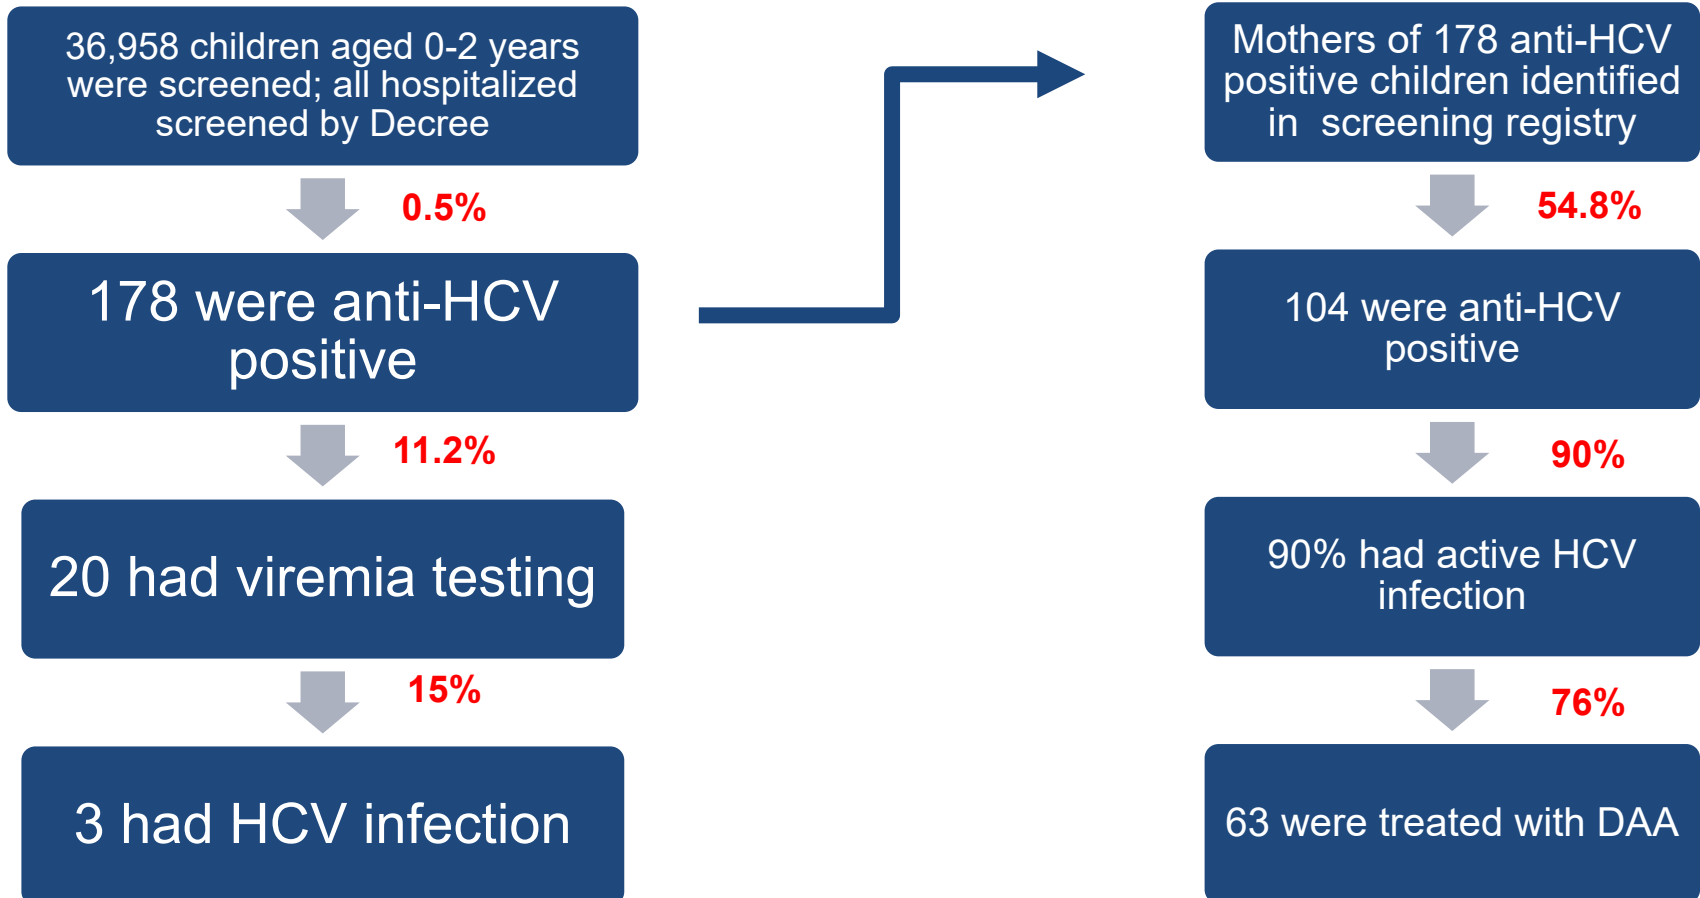 36,958 children aged 0-2 years
were screened; all hospitalized
screened by Decree
0.5%
178 were anti-HCV
positive
11.2%
20 had viremia testing
15%
3 had HCV infection
Mothers of 178 anti-HCV
positive children identified
in  screening registry
54.8%
104 were anti-HCV
positive
90%
90% had active HCV
infection
76%
63 were treated with DAA